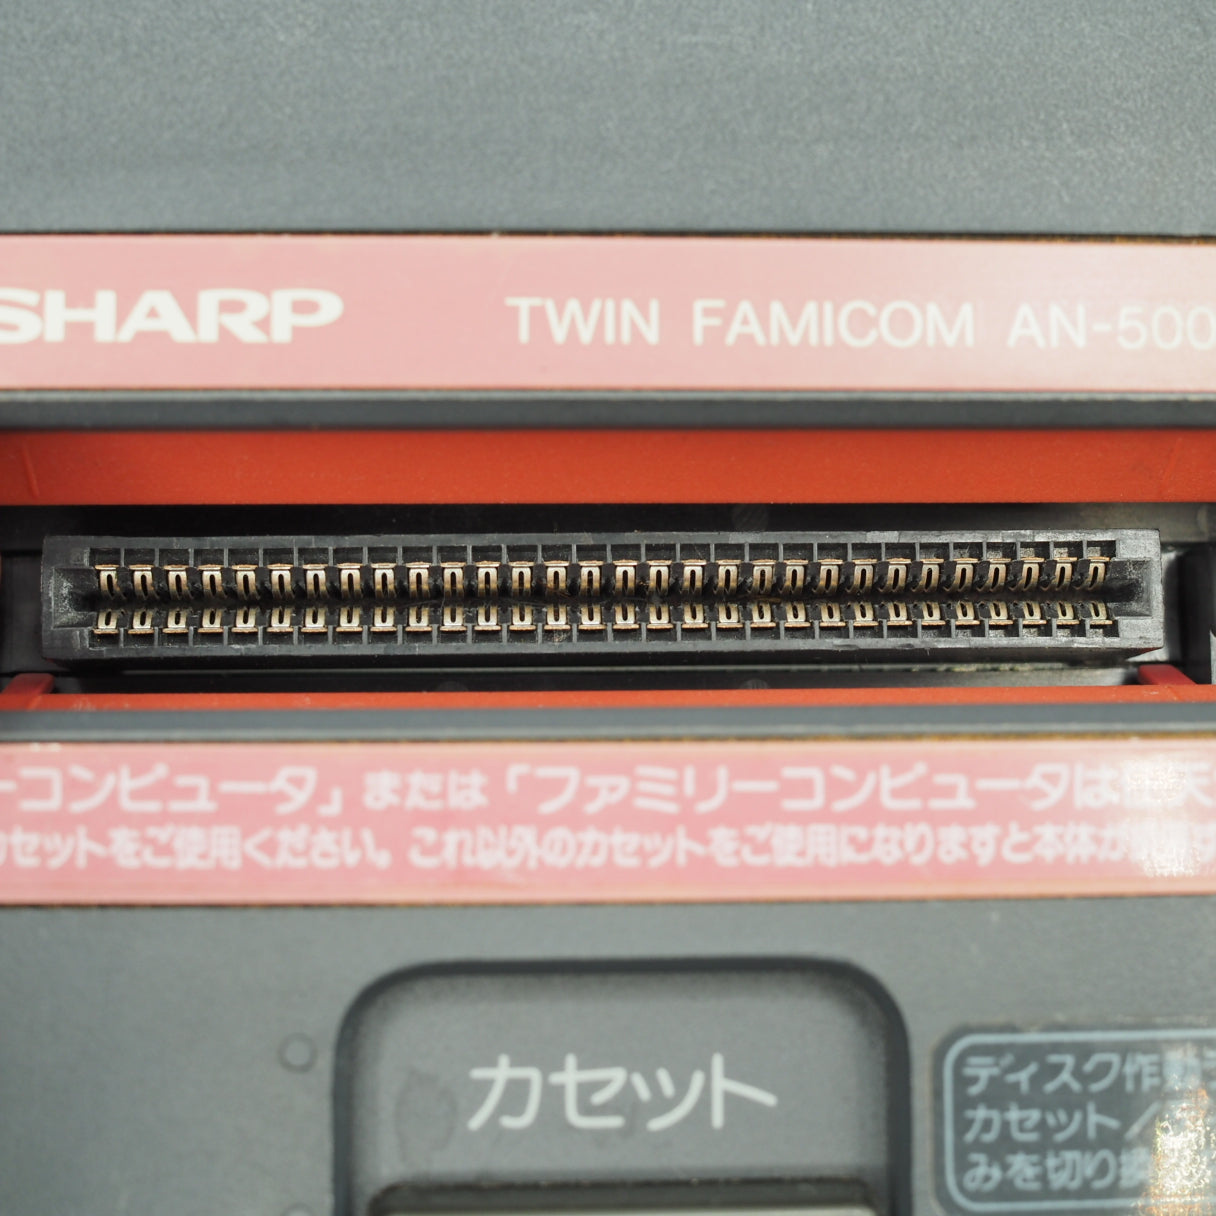 SHARP TWIN FAMICOM AN-500
ーコンピュータ」または「ファミリーコンピュータは
カセットをご使用ください。これ以外のカセットをご使用になりますと本体が
カセット
ディスク作動
カセット/
みを切り